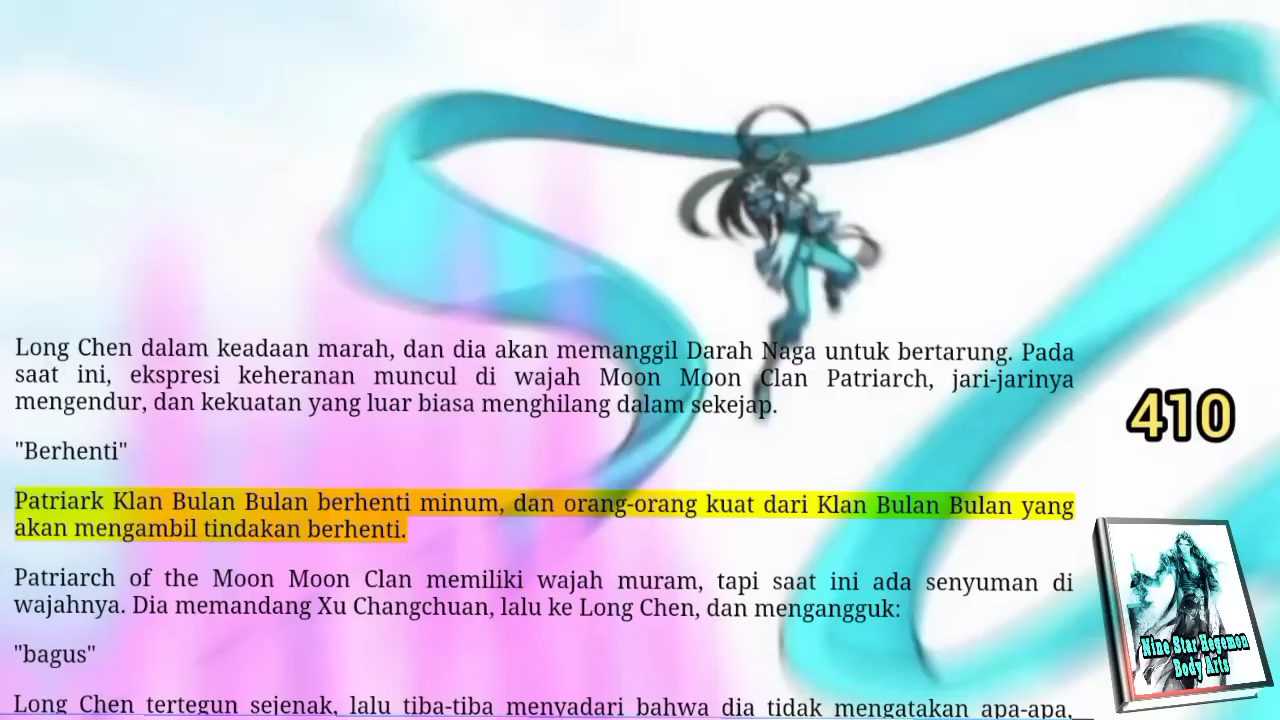 Long Chen dalam keadaan marah, dan dia akan memanggil Darah Naga untuk bertarung. Pada
saat ini, ekspresi keheranan muncul di wajah Moon Moon Clan Patriarch, jari-jarinya
mengendur, dan kekuatan yang luar biasa menghilang dalam sekejap.
"Berhenti"
Patriark Klan Bulan Bulan berhenti minum, dan orang-orang kuat dari Klan Bulan Bulan yang
akan mengambil tindakan berhenti.
Patriarch of the Moon Moon Clan memiliki wajah muram, tapi saat ini ada senyuman di
wajahnya. Dia memandang Xu Changchuan, lalu ke Long Chen, dan mengangguk:
"bagus"
Long Chen tertegun sejenak, lalu tiba-tiba menyadari bahwa dia tidak mengatakan apa-apa,
410
Nine Star Hegemon
Body Arts